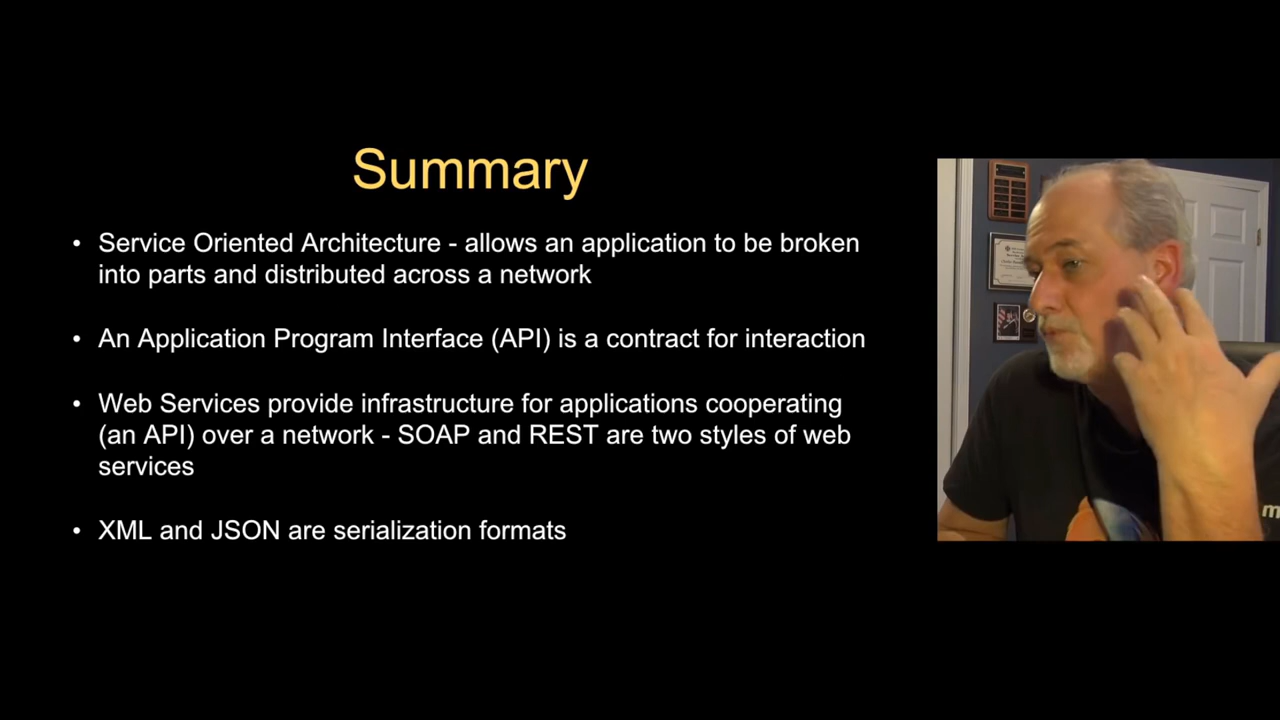 Summary
• Service Oriented Architecture - allows an application to be broken
into parts and distributed across a network
• An Application Program Interface (API) is a contract for interaction
• Web Services provide infrastructure for applications cooperating
(an API) over a network - SOAP and REST are two styles of web
services
• XML and JSON are serialization formats
m